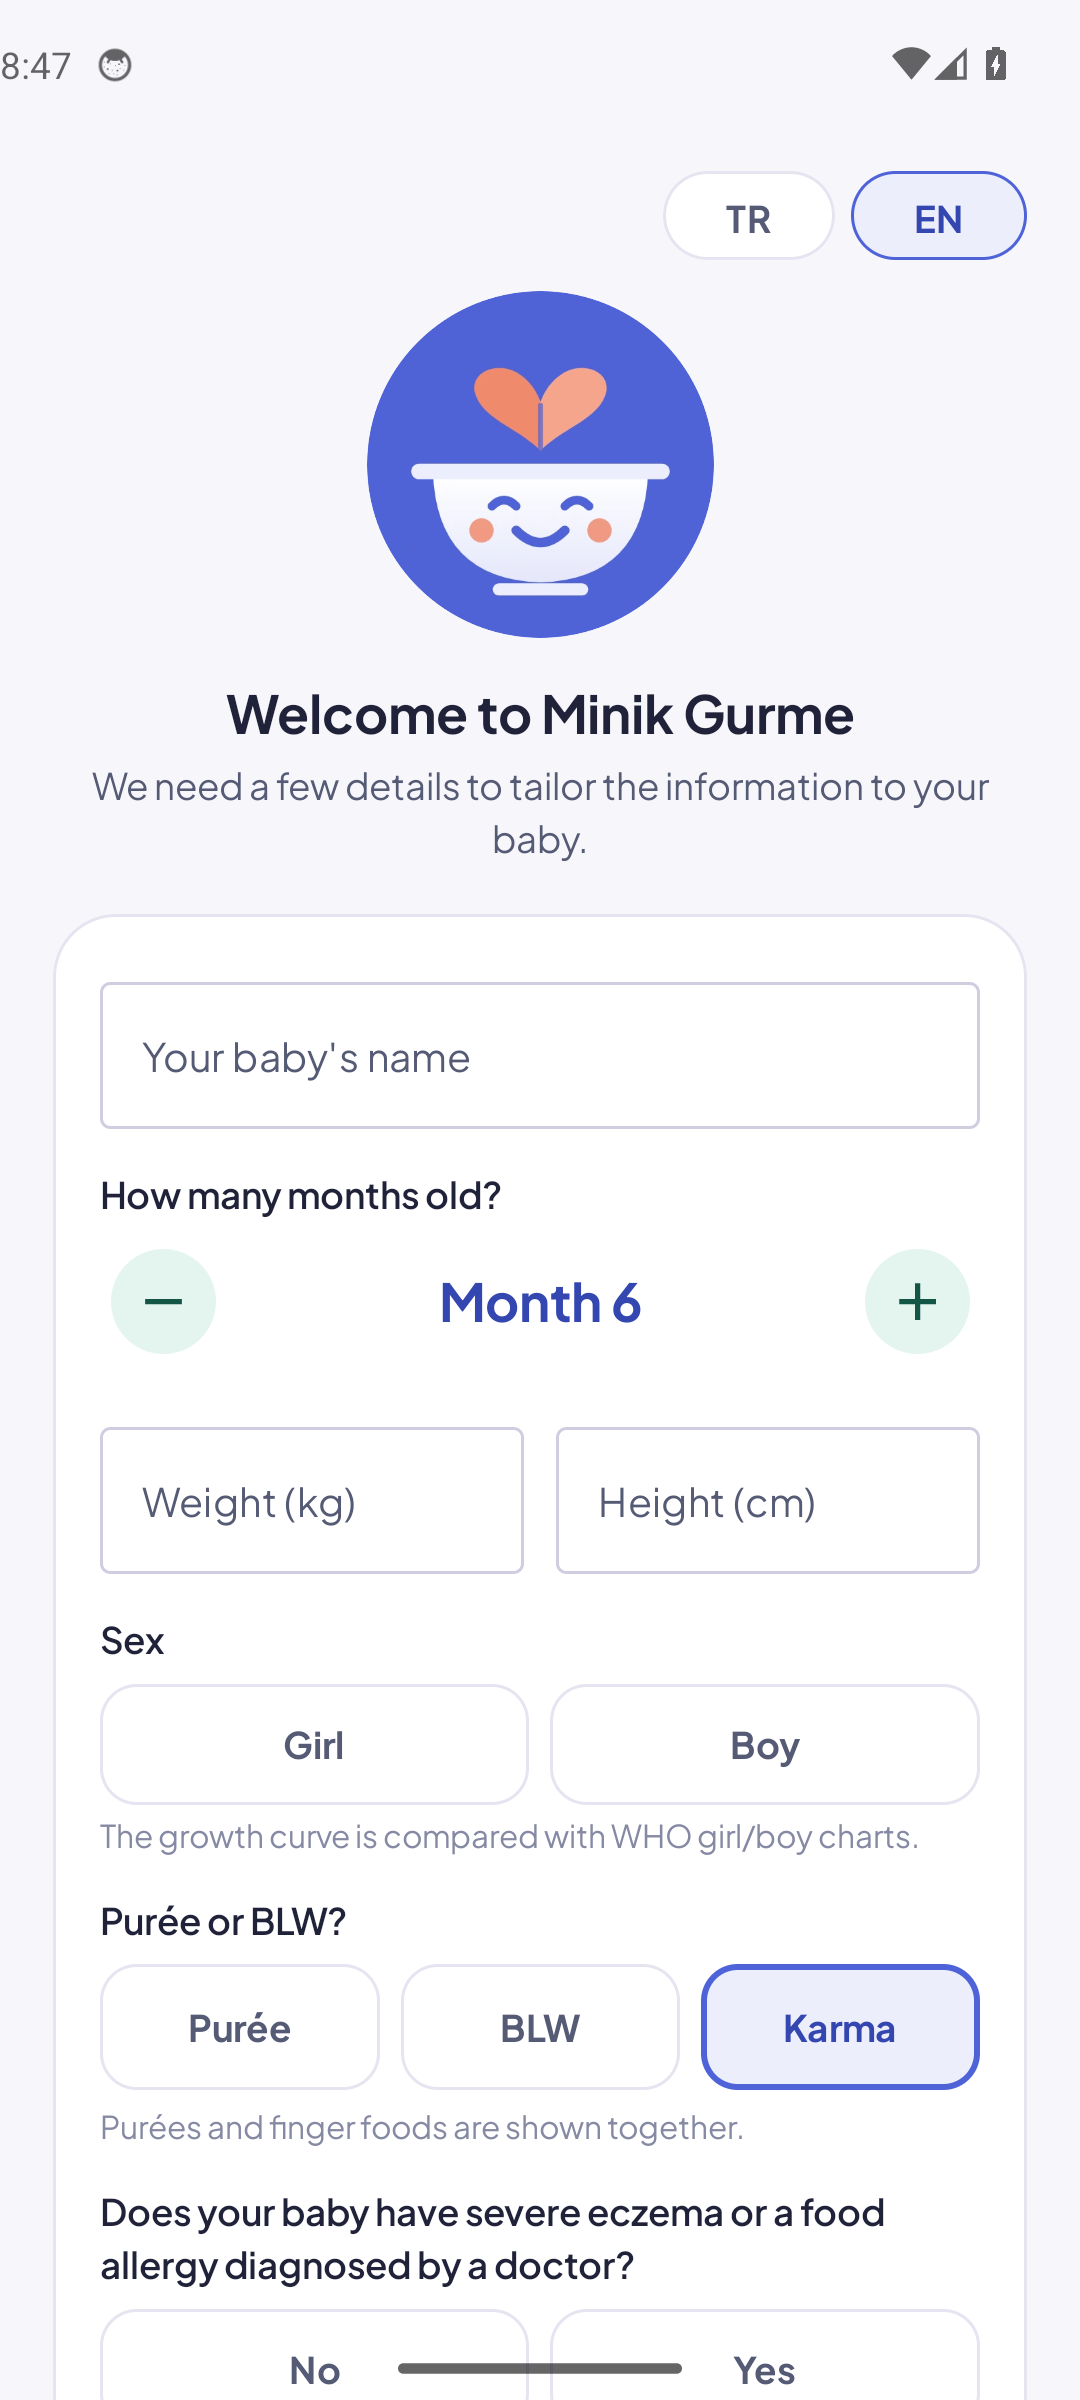 8:47
TR
EN
Welcome to Minik Gurme
We need a few details to tailor the information to your
baby.
Your baby's name
How many months old?
Month 6
Weight (kg)
Height (cm)
Sex
Girl
Boy
The growth curve is compared with WHO girl/boy charts.
Purée or BLW?
Purée
BLW
Karma
Purées and finger foods are shown together.
Does your baby have severe eczema or a food
allergy diagnosed by a doctor?
No
Yes